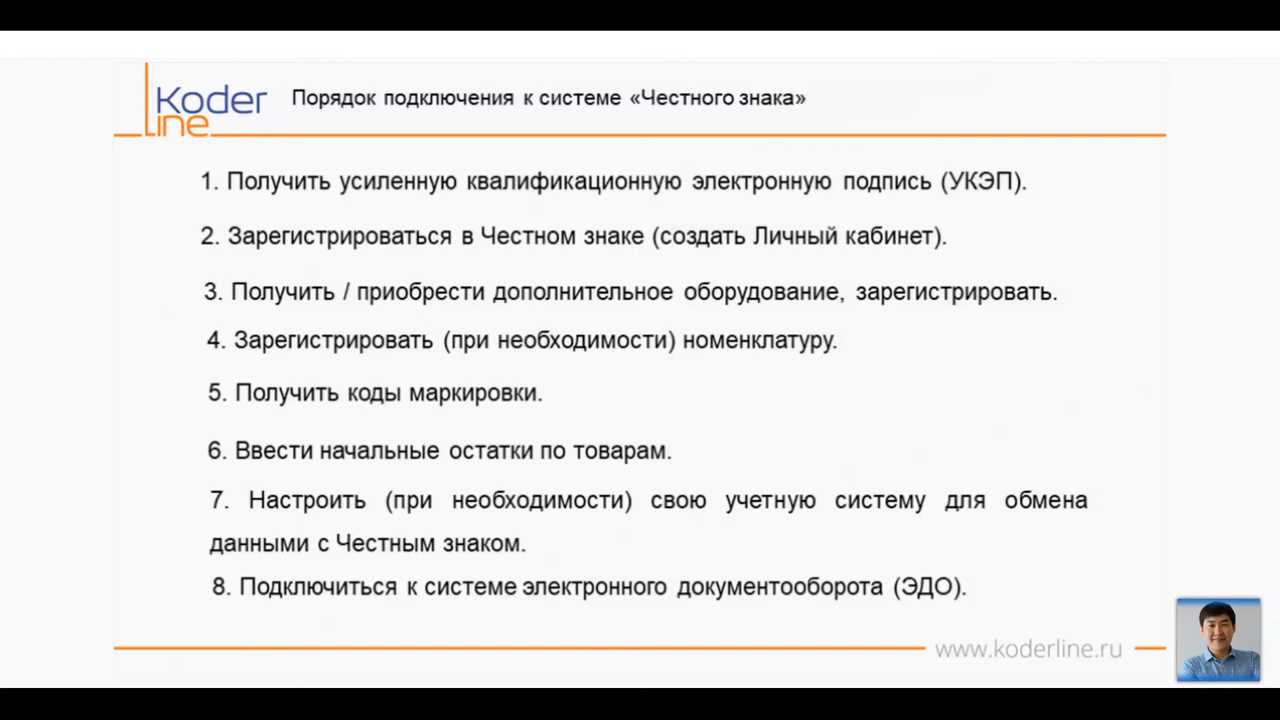 Koder
line
Порядок подключения к системе «Честного знака»
1. Получить усиленную квалификационную электронную подпись (УКЭП).
2. Зарегистрироваться в Честном знаке (создать Личный кабинет).
3. Получить / приобрести дополнительное оборудование, зарегистрировать.
4. Зарегистрировать (при необходимости) номенклатуру.
5. Получить коды маркировки.
6. Ввести начальные остатки по товарам.
7. Настроить (при необходимости) свою учетную систему для обмена
данными с Честным знаком.
8. Подключиться к системе электронного документооборота (ЭДО).
www.koderline.ru